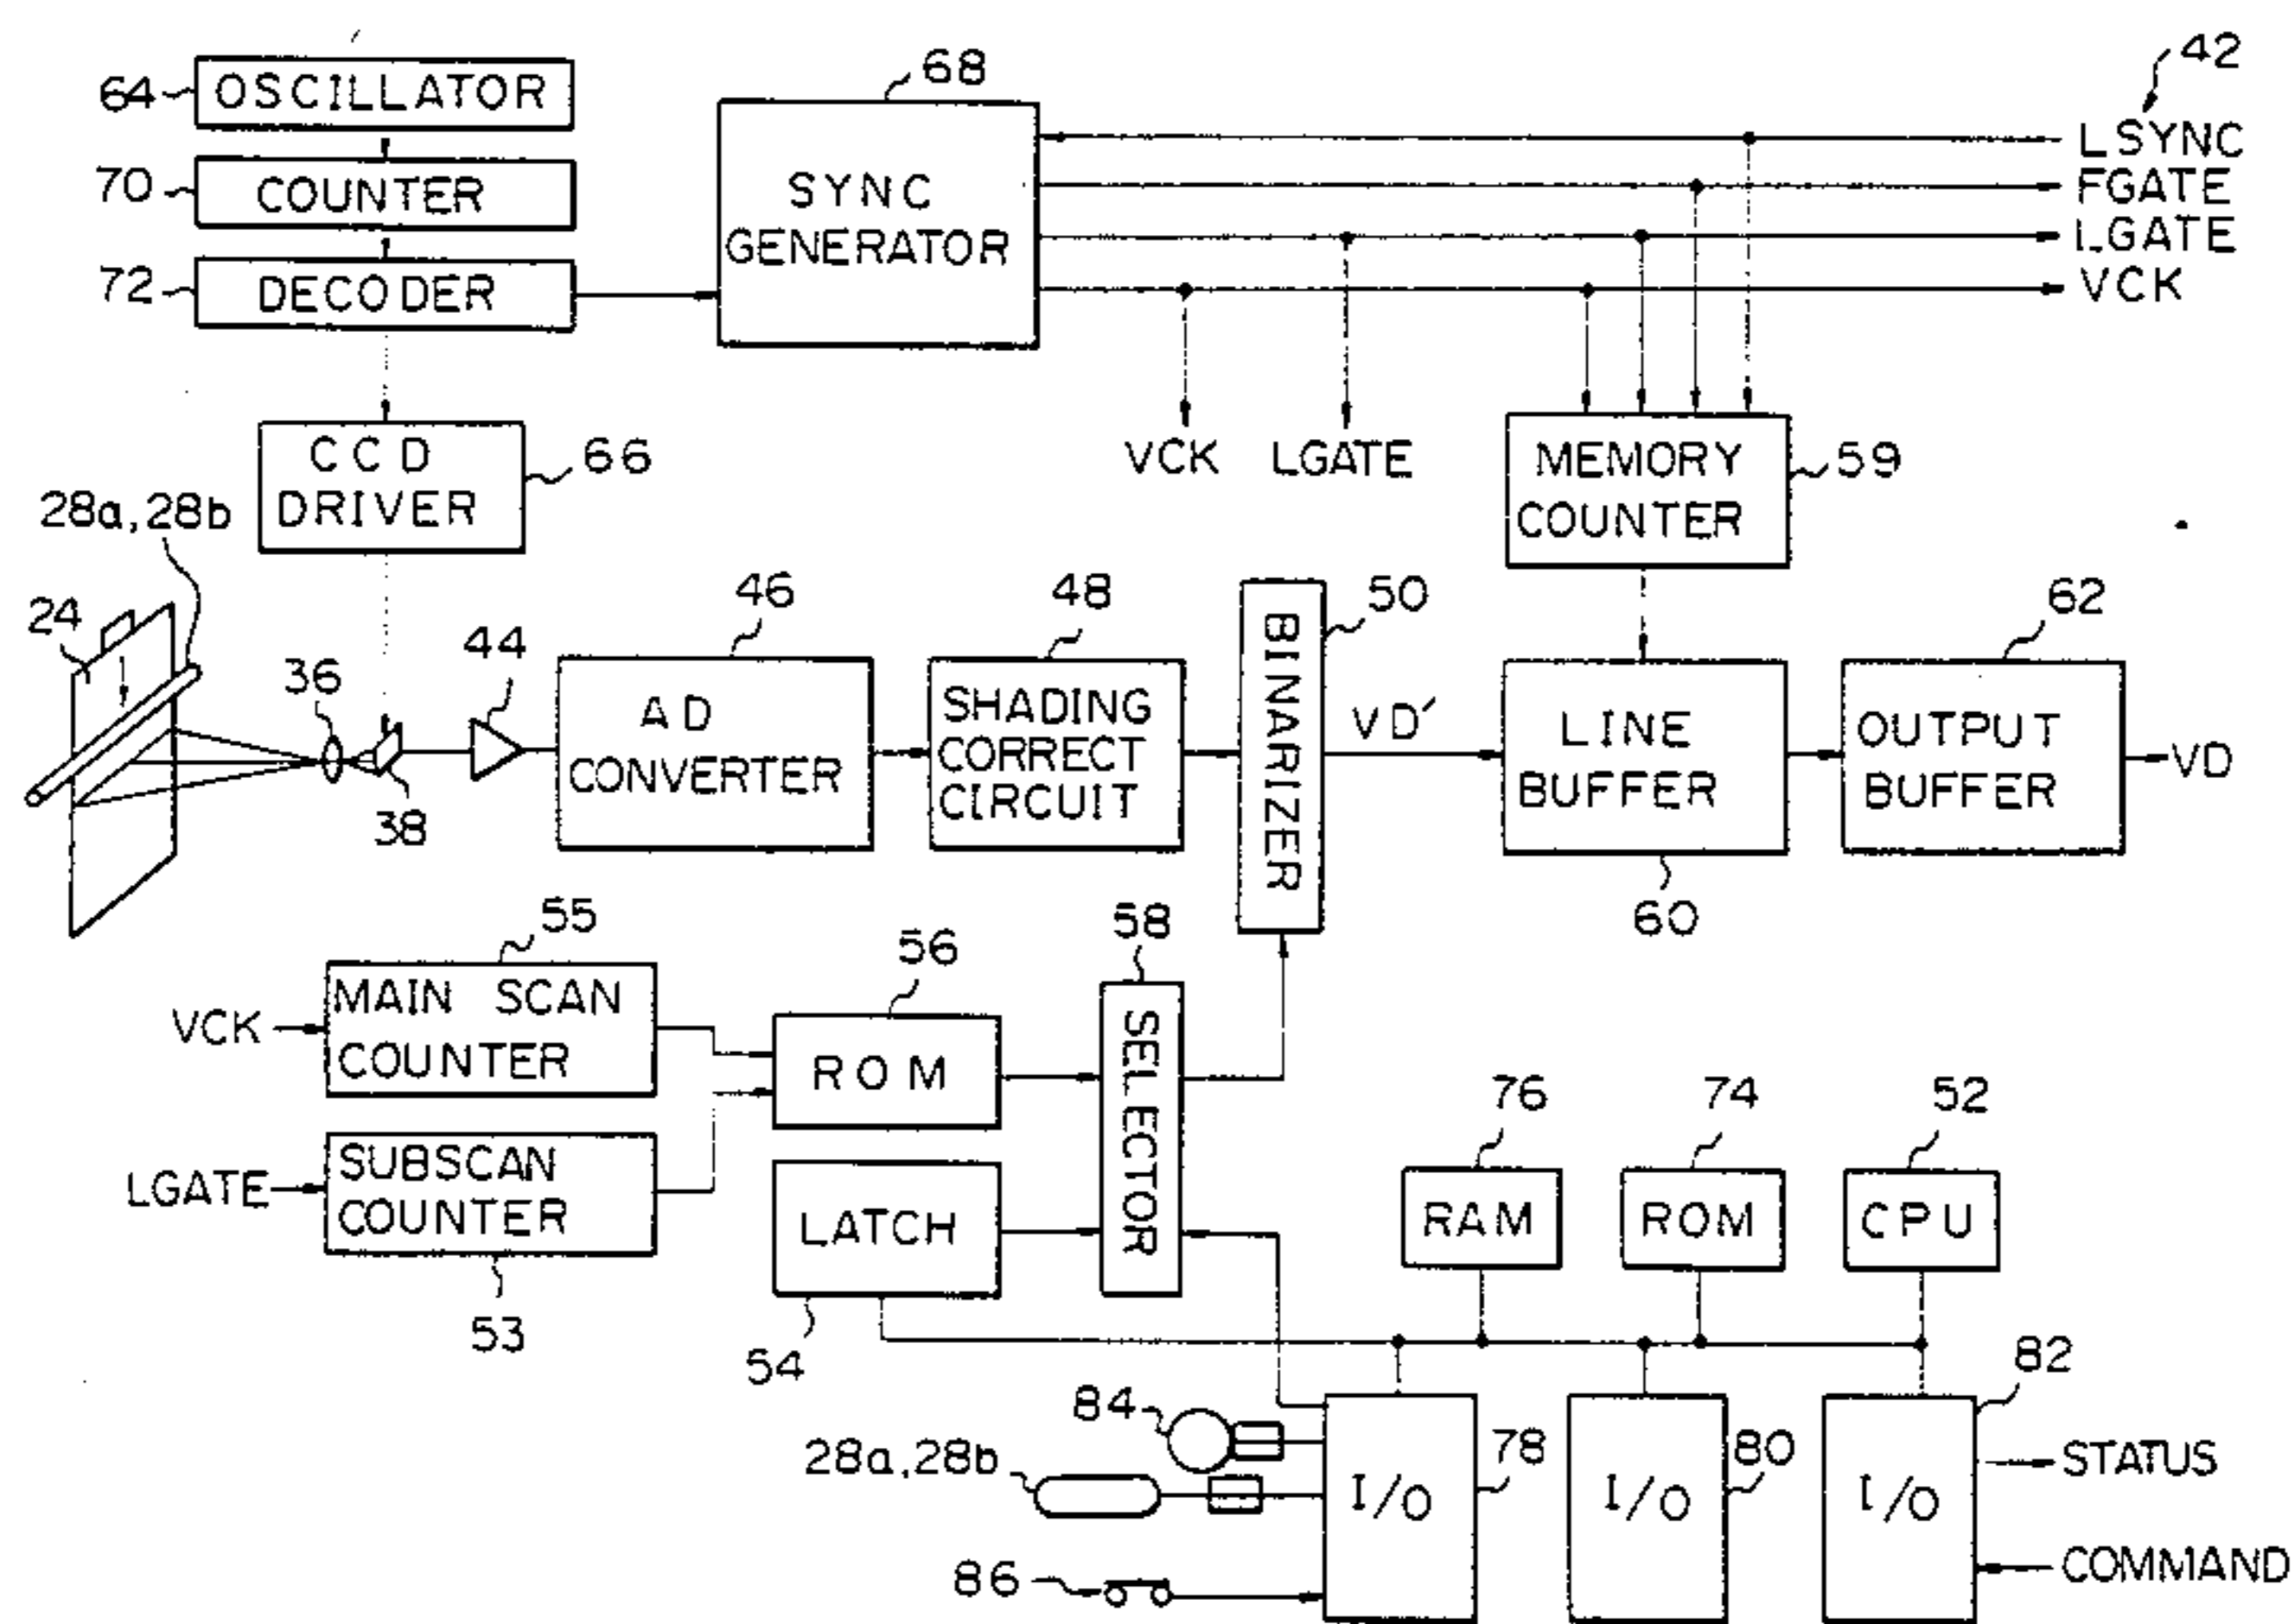 64
OSCILLATOR
68
42
70
COUNTER
SYNC
GENERATOR
LSYNC
FGATE
LGATE
VCK
72
DECODER
CCD
DRIVER
66
VCK
LGATE
MEMORY
COUNTER
59
28a, 28b
24
36
38
44
46
AD
CONVERTER
48
SHADING
CORRECT
CIRCUIT
50
BINARIZER
VD′
LINE
BUFFER
60
62
OUTPUT
BUFFER
VD
55
VCK
MAIN SCAN
COUNTER
56
ROM
58
SELECTOR
LGATE
SUBSCAN
COUNTER
53
LATCH
54
76
RAM
74
ROM
52
CPU
84
28a, 28b
86
I/O
78
I/O
80
I/O
82
STATUS
COMMAND